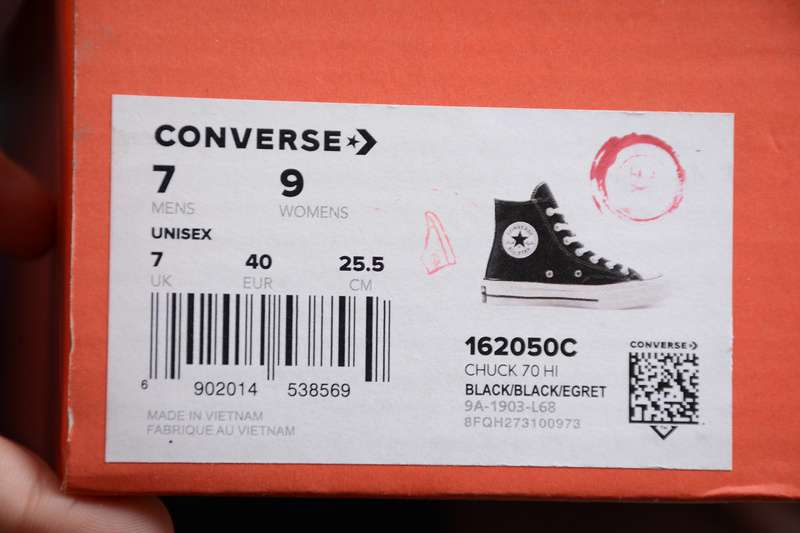 CONVERSE
7 9
MENS WOMENS
UNISEX
7 40 25.5
UK EUR CM
6 902014 538569
MADE IN VIETNAM
FABRIQUE AU VIETNAM
162050C
CHUCK 70 HI
BLACK/BLACK/EGRET
9A-1903-L68
8FQH273100973
CONVERSE